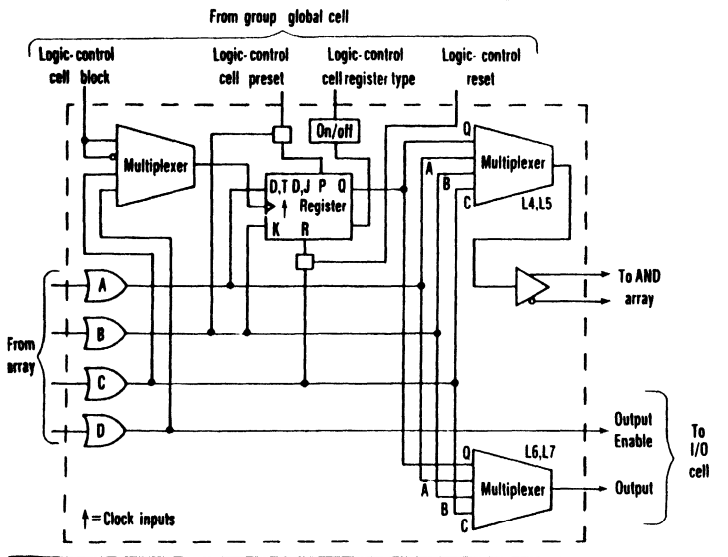 From group global cell
Logic-control
cell block
Logic-control
cell preset
Logic-control
cell register type
Logic-control
reset
On/off
Multiplexer
D,T D,J P Q
Register
K R
Q
A
B
C
Multiplexer
L4,L5
A
B
C
D
From
array
To AND
array
Output
Enable
To
I/O
cell
Q
A
B
C
L6,L7
Multiplexer
Output
↑=Clock inputs